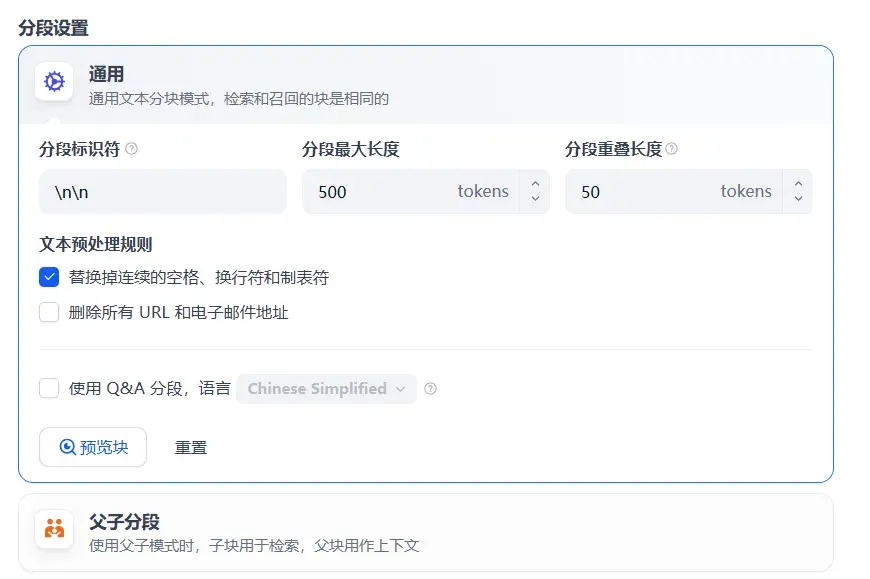 分段设置
通用
通用文本分块模式，检索和召回的块是相同的
分段标识符 分段最大长度 分段重叠长度
\n\n 500 tokens 50 tokens
文本预处理规则
替换掉连续的空格、换行符和制表符
删除所有 URL 和电子邮件地址
使用 Q&A 分段，语言 Chinese Simplified
预览块 重置
父子分段
使用父子模式时，子块用于检索，父块用作上下文